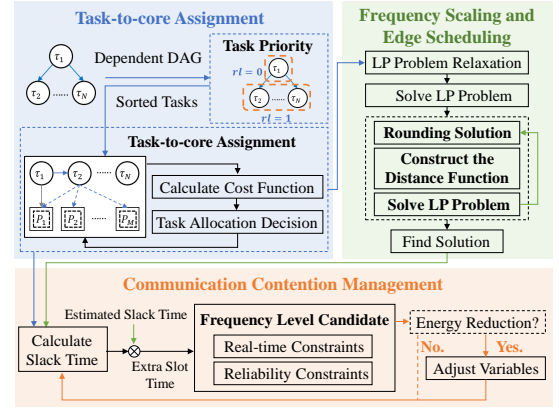 Task-to-core Assignment
τ1
τ2 ...... τN
Dependent DAG
Sorted Tasks
Task Priority
rl = 0
τ1
τ2 ...... τN
rl = 1
Task-to-core Assignment
τ1 τ2 ...... τN
P1 P2 ...... PM
Calculate Cost Function
Task Allocation Decision
Frequency Scaling and
Edge Scheduling
LP Problem Relaxation
Solve LP Problem
Rounding Solution
Construct the
Distance Function
Solve LP Problem
Find Solution
Communication Contention Management
Calculate
Slack Time
Estimated Slack Time
Extra Slot
Time
Frequency Level Candidate
Real-time Constraints
Reliability Constraints
Energy Reduction?
No. Yes.
Adjust Variables